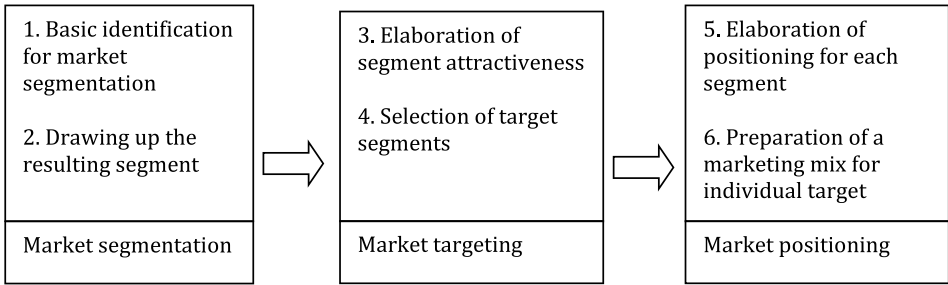 1. Basic identification
for market
segmentation
2. Drawing up the
resulting segment
Market segmentation
3. Elaboration of
segment attractiveness
4. Selection of target
segments
Market targeting
5. Elaboration of
positioning for each
segment
6. Preparation of a
marketing mix for
individual target
Market positioning